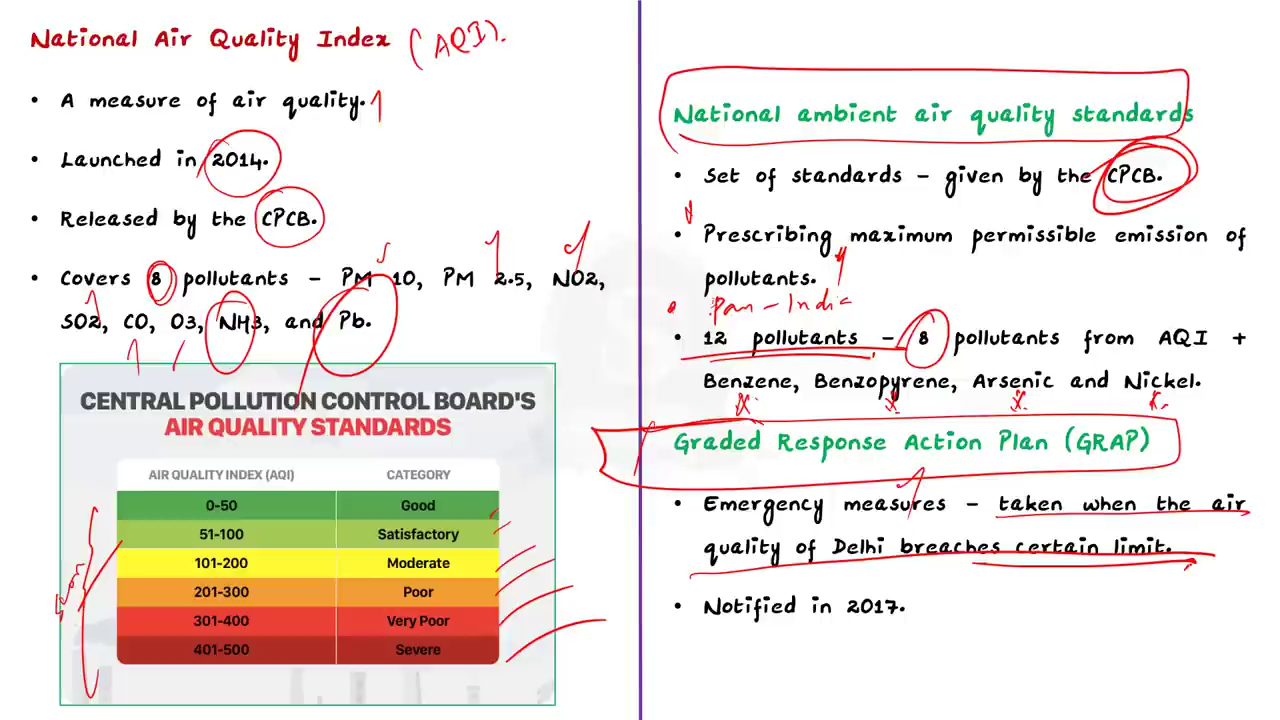 National Air Quality Index (AQI).
• A measure of air quality.
• Launched in 2014.
• Released by the CPCB.
• Covers 8 pollutants - PM 10, PM 2.5, NO2,
SO2, CO, O3, NH3, and Pb.
CENTRAL POLLUTION CONTROL BOARD'S
AIR QUALITY STANDARDS
AIR QUALITY INDEX (AQI) CATEGORY
0-50 Good
51-100 Satisfactory
101-200 Moderate
201-300 Poor
301-400 Very Poor
401-500 Severe
National ambient air quality standards
• Set of standards - given by the CPCB.
• Prescribing maximum permissible emission of
pollutants.
• Pan - India
• 12 pollutants - 8 pollutants from AQI +
Benzene, Benzopyrene, Arsenic and Nickel.
Graded Response Action Plan (GRAP)
• Emergency measures - taken when the air
quality of Delhi breaches certain limit.
• Notified in 2017.